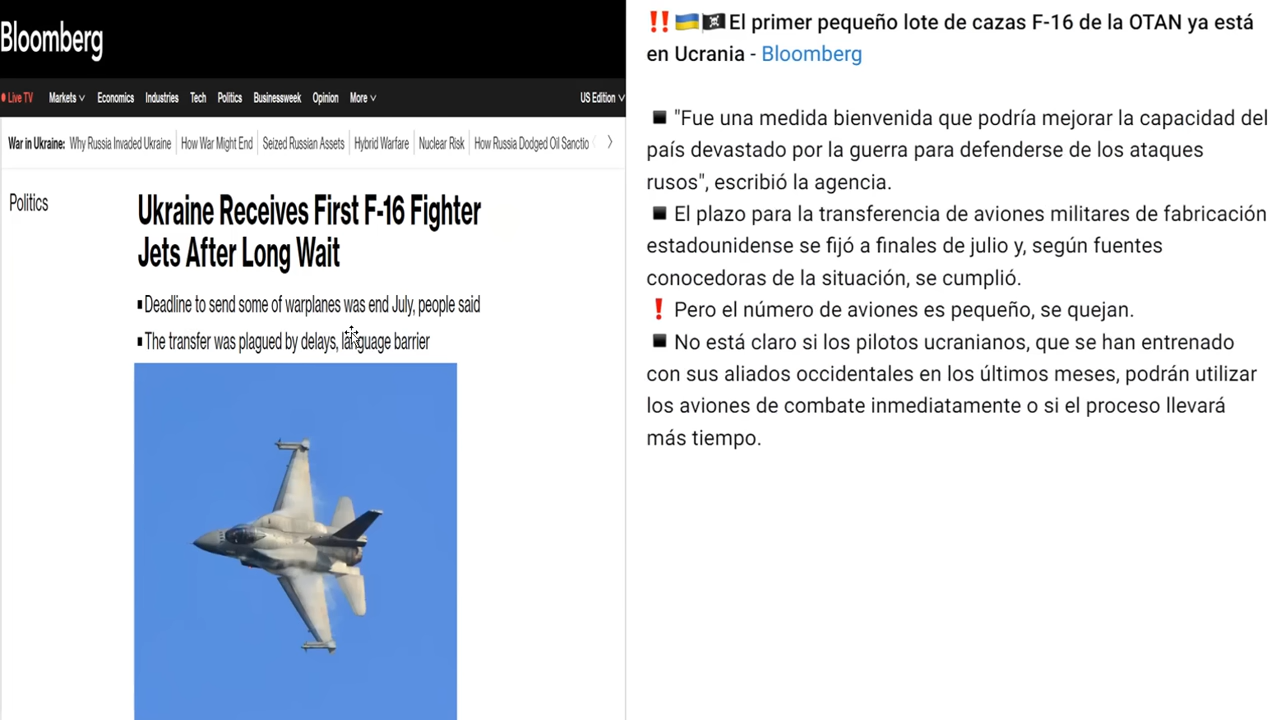 Bloomberg
Live TV Markets Economics Industries Tech Politics Businessweek Opinion More US Edition
War in Ukraine: Why Russia Invaded Ukraine How War Might End Seized Russian Assets Hybrid Warfare Nuclear Risk How Russia Dodged Oil Sanctio
Politics
Ukraine Receives First F-16 Fighter
Jets After Long Wait
Deadline to send some of warplanes was end July, people said
The transfer was plagued by delays, language barrier
‼️🇺🇦🏴‍☠️El primer pequeño lote de cazas F-16 de la OTAN ya está
en Ucrania - Bloomberg
◾ "Fue una medida bienvenida que podría mejorar la capacidad del
país devastado por la guerra para defenderse de los ataques
rusos", escribió la agencia.
◾ El plazo para la transferencia de aviones militares de fabricación
estadounidense se fijó a finales de julio y, según fuentes
conocedoras de la situación, se cumplió.
❗ Pero el número de aviones es pequeño, se quejan.
◾ No está claro si los pilotos ucranianos, que se han entrenado
con sus aliados occidentales en los últimos meses, podrán utilizar
los aviones de combate inmediatamente o si el proceso llevará
más tiempo.